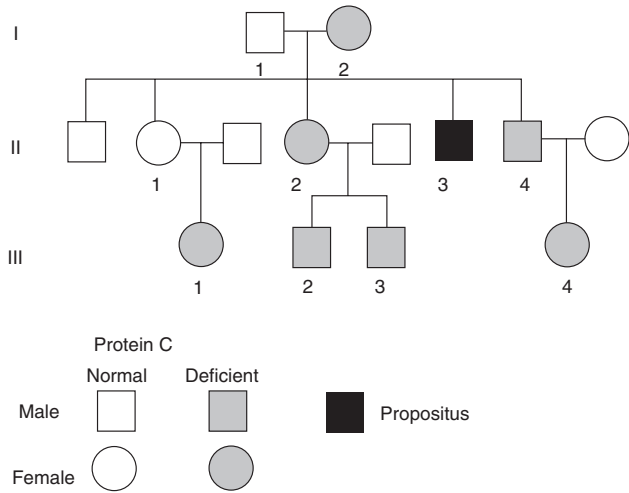 I
1 2
II
1 2 3 4
III
1 2 3 4
Protein C
Normal Deficient
Male
Propositus
Female